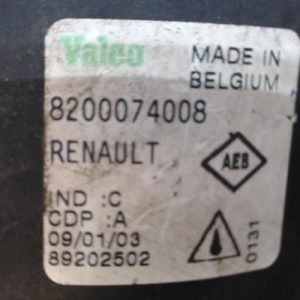 Valeo
MADE IN
BELGIUM
8200074008
RENAULT
AEB
IND :C
CDP :A
09/01/03
89202502
0131